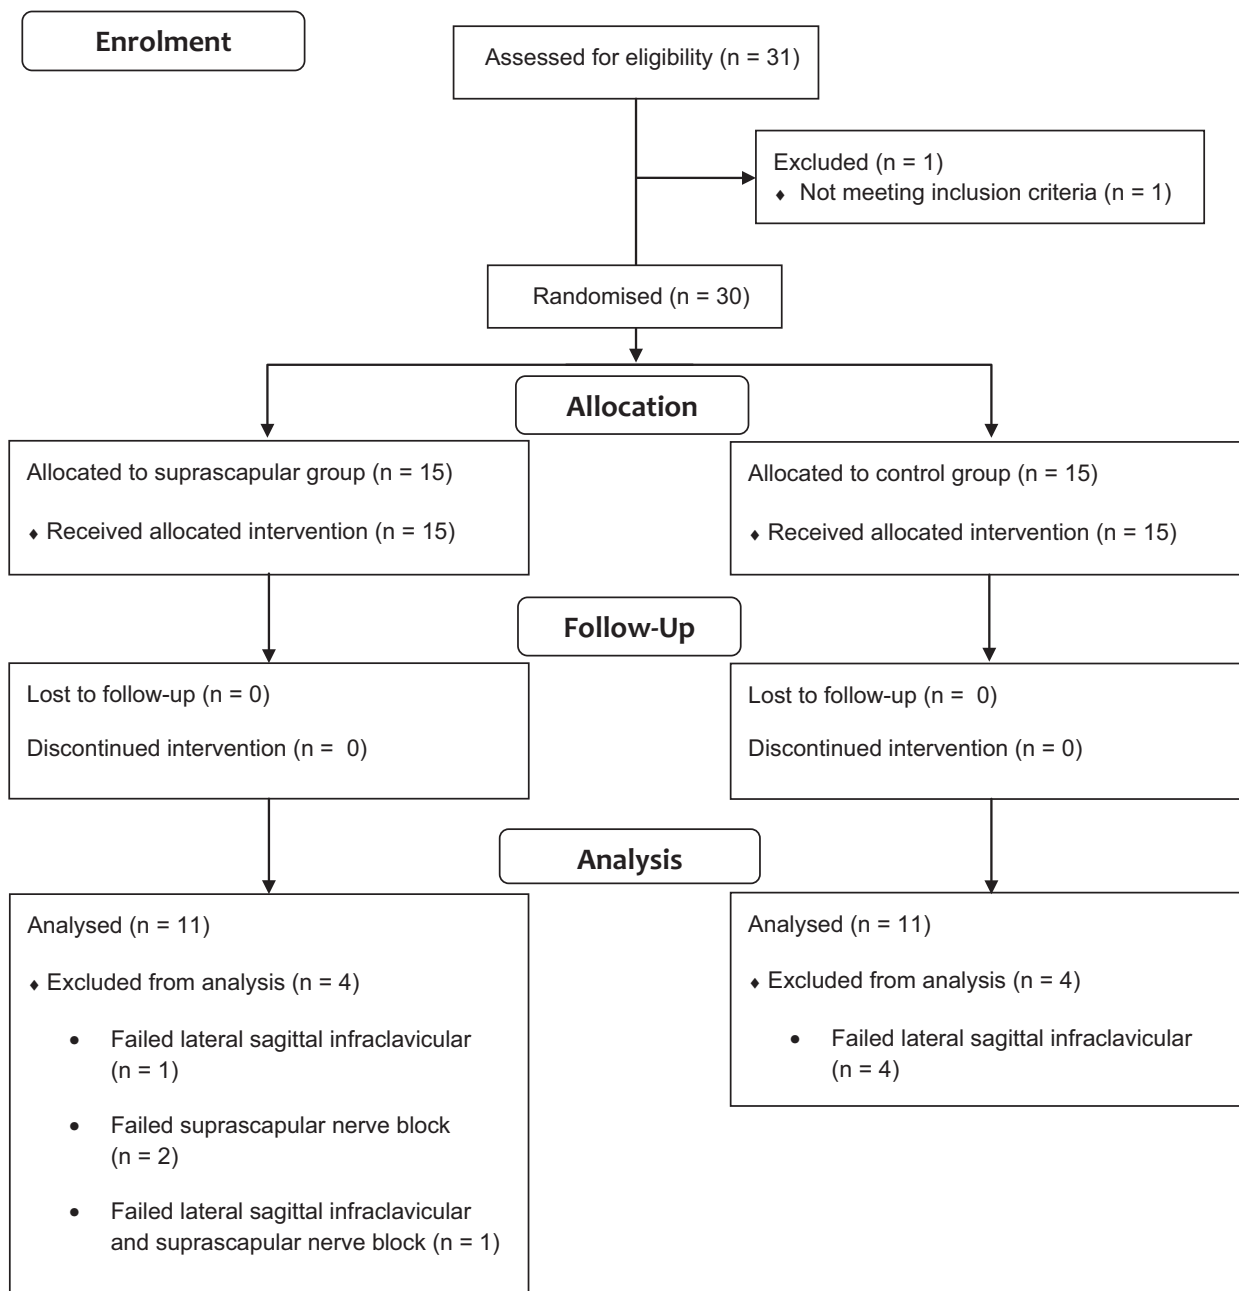 Enrolment
Assessed for eligibility (n = 31)
Excluded (n = 1)
♦ Not meeting inclusion criteria (n = 1)
Randomised (n = 30)
Allocation
Allocated to suprascapular group (n = 15)
♦ Received allocated intervention (n = 15)
Allocated to control group (n = 15)
♦ Received allocated intervention (n = 15)
Follow-Up
Lost to follow-up (n = 0)
Discontinued intervention (n = 0)
Lost to follow-up (n = 0)
Discontinued intervention (n = 0)
Analysis
Analysed (n = 11)
♦ Excluded from analysis (n = 4)
• Failed lateral sagittal infraclavicular
(n = 1)
• Failed suprascapular nerve block
(n = 2)
• Failed lateral sagittal infraclavicular
and suprascapular nerve block (n = 1)
Analysed (n = 11)
♦ Excluded from analysis (n = 4)
• Failed lateral sagittal infraclavicular
(n = 4)